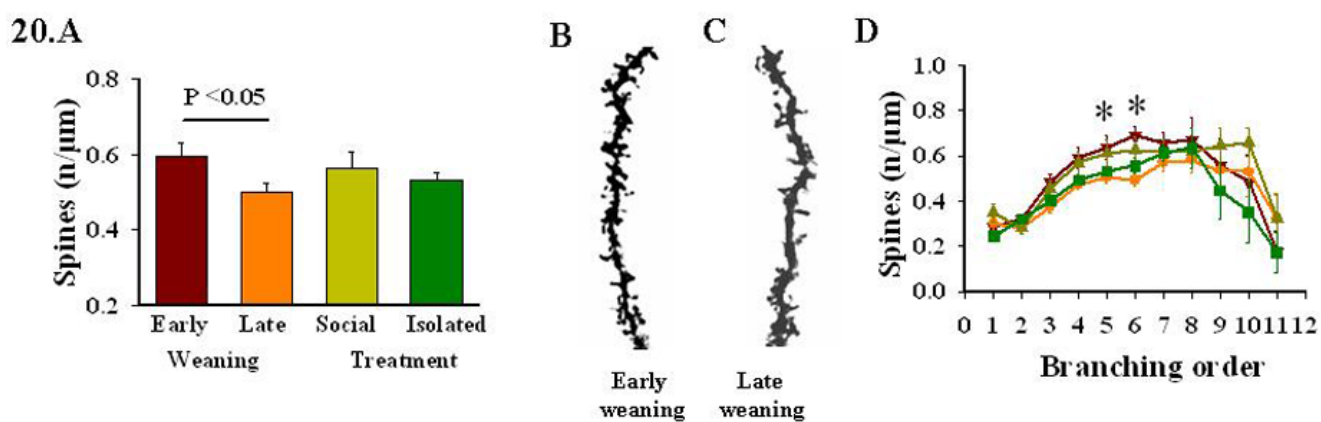 20.A
Spines (n/µm)
0.8
0.6
0.4
0.2
P <0.05
Early Late Social Isolated
Weaning Treatment
B
Early
weaning
C
Late
weaning
D
* *
Spines (n/µm)
1.0
0.8
0.6
0.4
0.2
0.0
0 1 2 3 4 5 6 7 8 9 10 11 12
Branching order